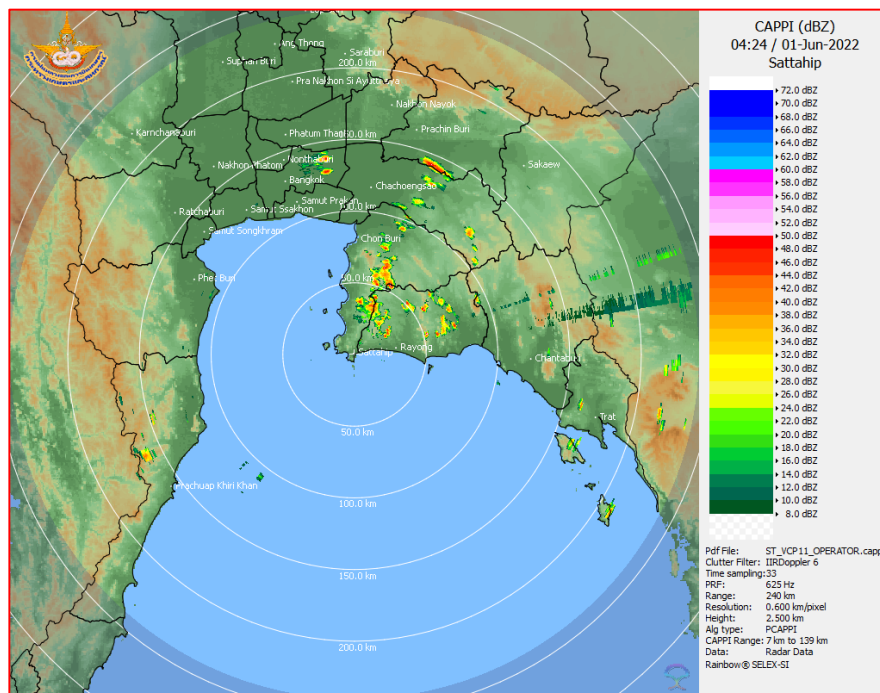 CAPPI (dBZ)
04:24 / 01-Jun-2022
Sattahip
72.0 dBZ
70.0 dBZ
68.0 dBZ
66.0 dBZ
64.0 dBZ
62.0 dBZ
60.0 dBZ
58.0 dBZ
56.0 dBZ
54.0 dBZ
52.0 dBZ
50.0 dBZ
48.0 dBZ
46.0 dBZ
44.0 dBZ
42.0 dBZ
40.0 dBZ
38.0 dBZ
36.0 dBZ
34.0 dBZ
32.0 dBZ
30.0 dBZ
28.0 dBZ
26.0 dBZ
24.0 dBZ
22.0 dBZ
20.0 dBZ
18.0 dBZ
16.0 dBZ
14.0 dBZ
12.0 dBZ
10.0 dBZ
8.0 dBZ
Pdf File: ST_VCP11_OPERATOR.capp
Clutter Filter: IIRDoppler 6
Time sampling:33
PRF: 625 Hz
Range: 240 km
Resolution: 0.600 km/pixel
Height: 2.500 km
Alg type: PCAPPI
CAPPI Range: 7 km to 139 km
Data: Radar Data
Rainbow® SELEX-SI
Ang Thong
Saraburi
Suphan Buri
200.0 km
Pra Nakhon Si Ayutthaya
Nakhon Nayok
Karnchanaburi
Phatum Thani
Prachin Buri
Nonthaburi
Nakhon Phatom
Sakaew
Bangkok
Chachoengsao
Samut Prakan
Ratchaburi
Samut Ssakhon
Samut Songkhram
Chon Buri
Phet Buri
Rayong
Sattahip
Chantaburi
Trat
50.0 km
Prachuap Khiri Khan
100.0 km
150.0 km
200.0 km